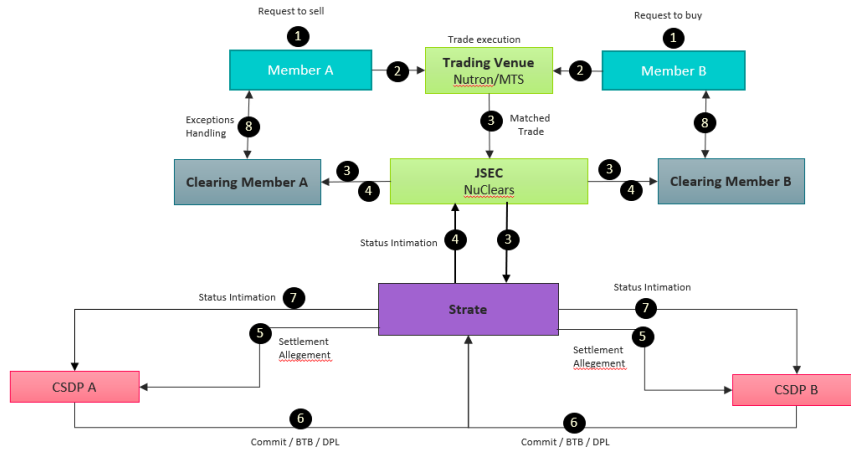 Request to sell
Request to buy
1
1
Trade execution
Member A
2
Trading Venue
Nutron/MTS
2
Member B
Exceptions
Handling
8
3
Matched
Trade
8
Clearing Member A
3
4
JSEC
NuClears
3
4
Clearing Member B
Status Intimation
4
3
Status Intimation
7
Strate
Status Intimation
7
5
Settlement
Allegement
Settlement
Allegement
5
CSDP A
CSDP B
6
6
Commit / BTB / DPL
Commit / BTB / DPL